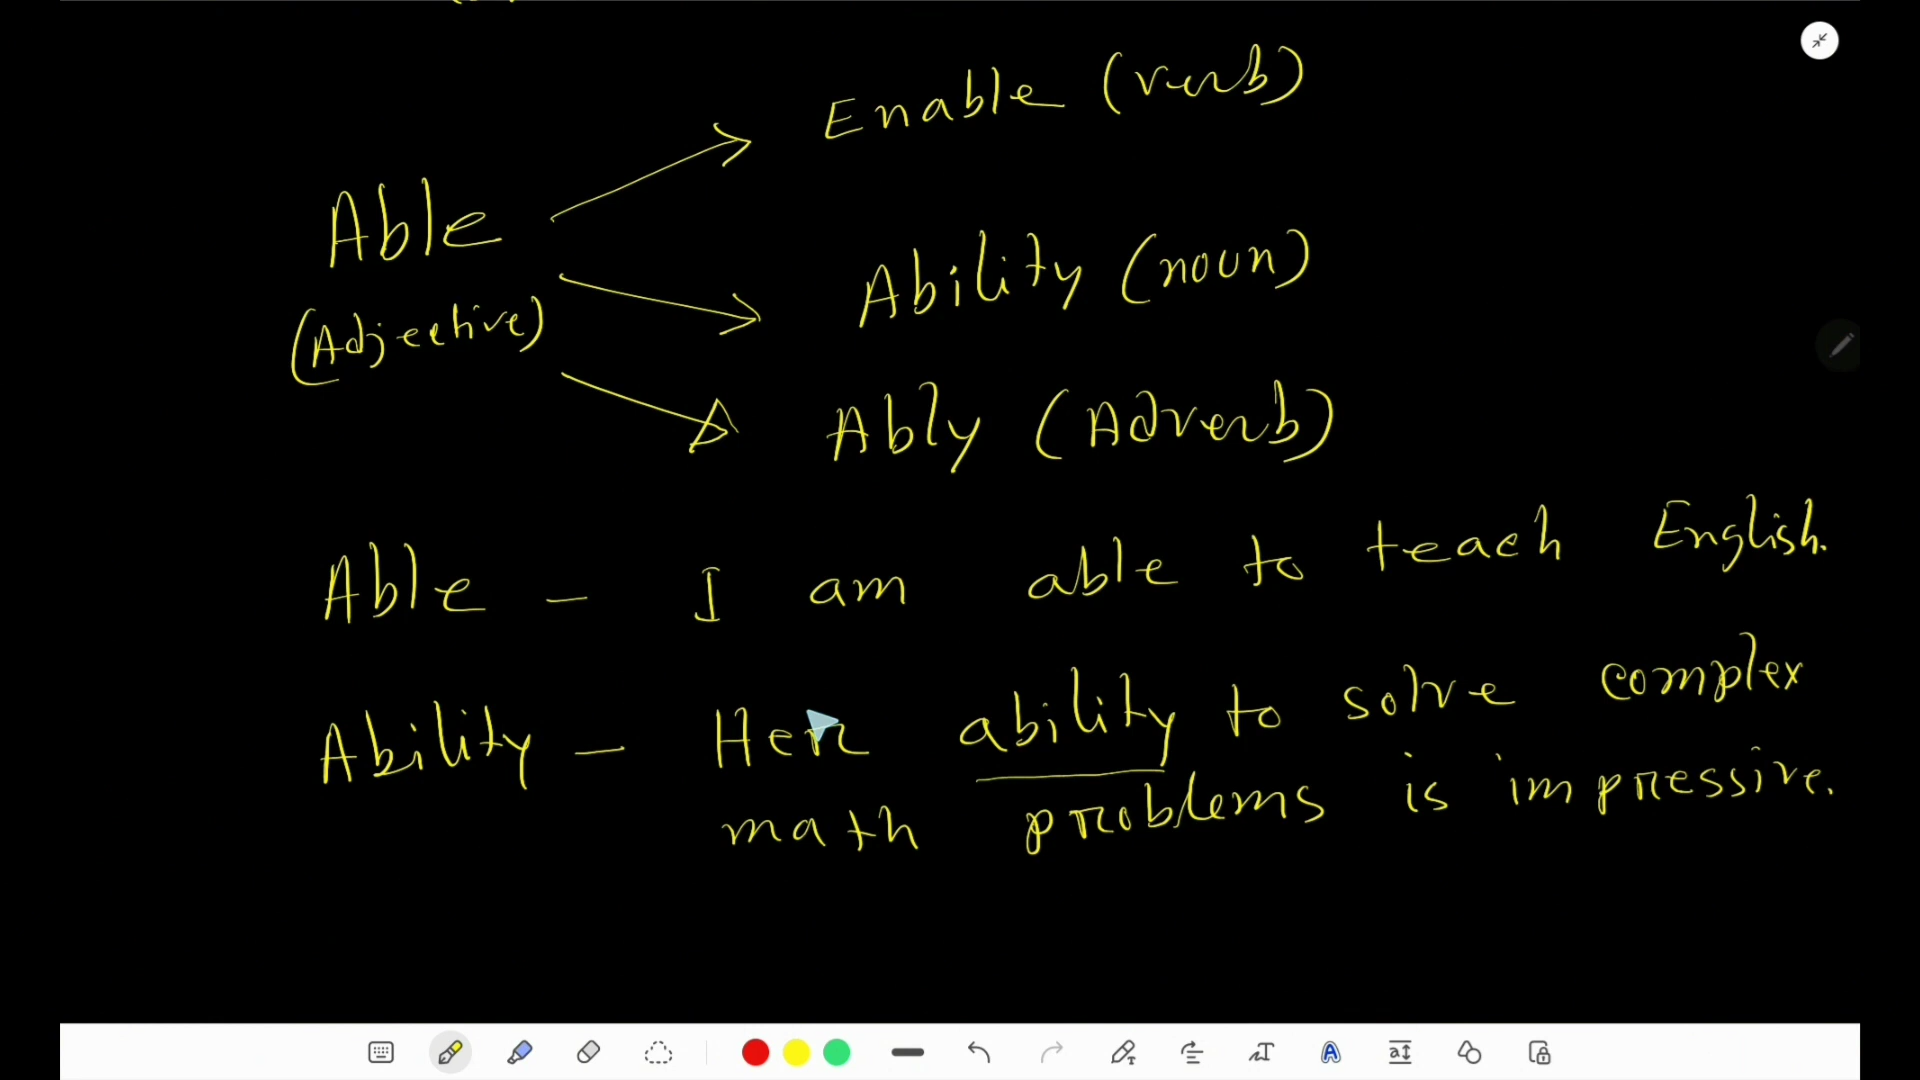 Enable (verb)
Able
Ability (noun)
(Adjective)
Ably (Adverb)
Able - I am able to teach English.
Ability - Her ability to solve complex
math problems is impressive.